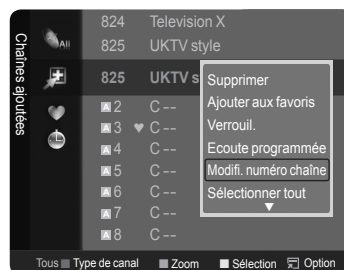 Chaînes ajoutées
All
824 Television X
825 UKTV style
825 UKTV s
A 2 C --
A 3 ♥ C --
A 4 C --
A 5 C --
A 6 C --
A 7 C --
A 8 C --
Supprimer
Ajouter aux favoris
Verrouil.
Ecoute programmée
Modifi. numéro chaîne
Sélectionner tout
▼
Tous Type de canal Zoom Sélection Option